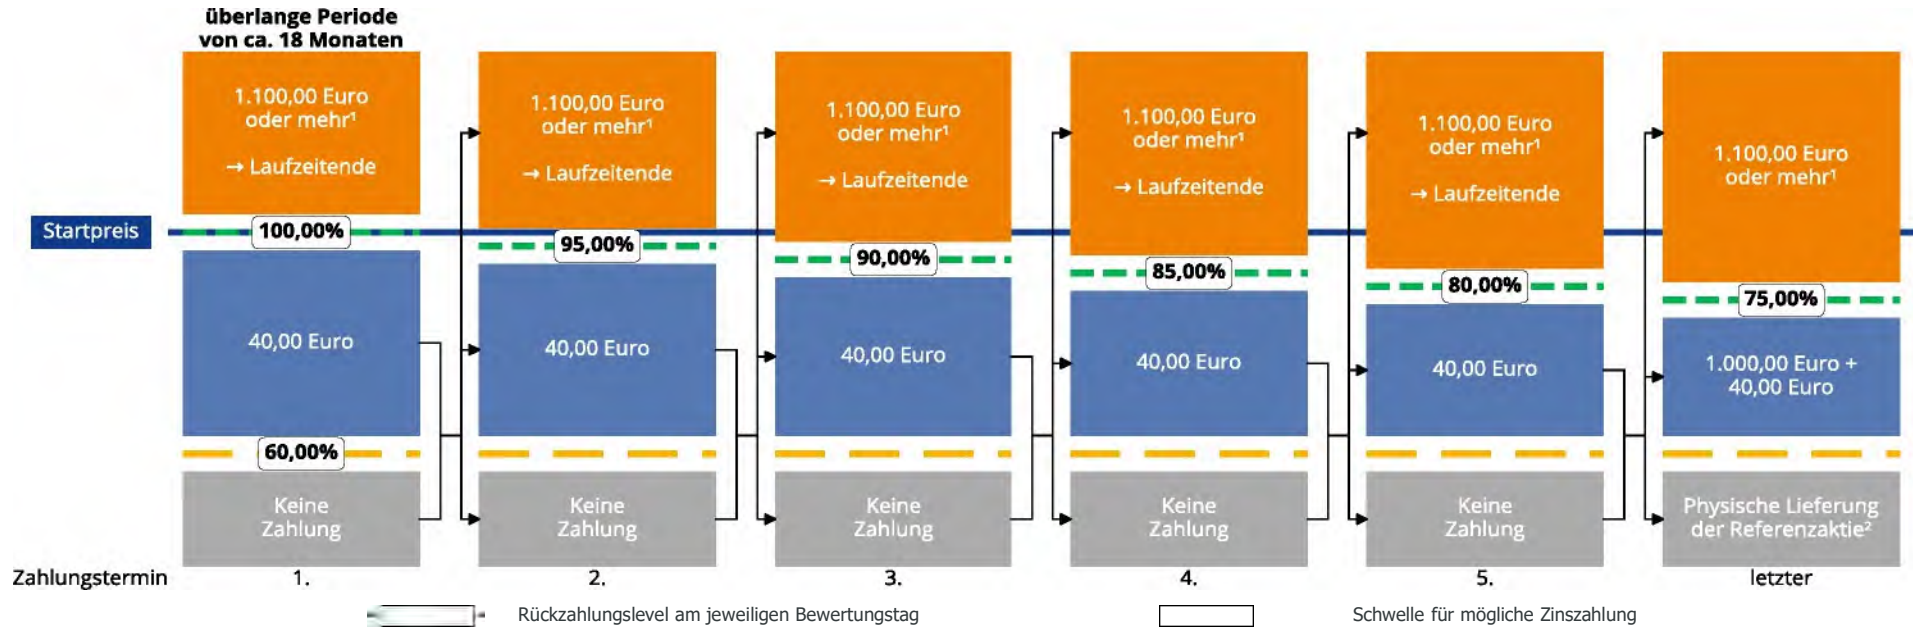 überlange Periode
von ca. 18 Monaten
1.100,00 Euro
oder mehr¹
→ Laufzeitende
1.100,00 Euro
oder mehr¹
→ Laufzeitende
1.100,00 Euro
oder mehr¹
→ Laufzeitende
1.100,00 Euro
oder mehr¹
→ Laufzeitende
1.100,00 Euro
oder mehr¹
→ Laufzeitende
1.100,00 Euro
oder mehr¹
Startpreis
100,00%
95,00%
90,00%
85,00%
80,00%
75,00%
40,00 Euro
40,00 Euro
40,00 Euro
40,00 Euro
40,00 Euro
1.000,00 Euro +
40,00 Euro
60,00%
Keine
Zahlung
Keine
Zahlung
Keine
Zahlung
Keine
Zahlung
Keine
Zahlung
Physische Lieferung
der Referenzaktie²
Zahlungstermin
1.
2.
3.
4.
5.
letzter
Rückzahlungslevel am jeweiligen Bewertungstag
Schwelle für mögliche Zinszahlung